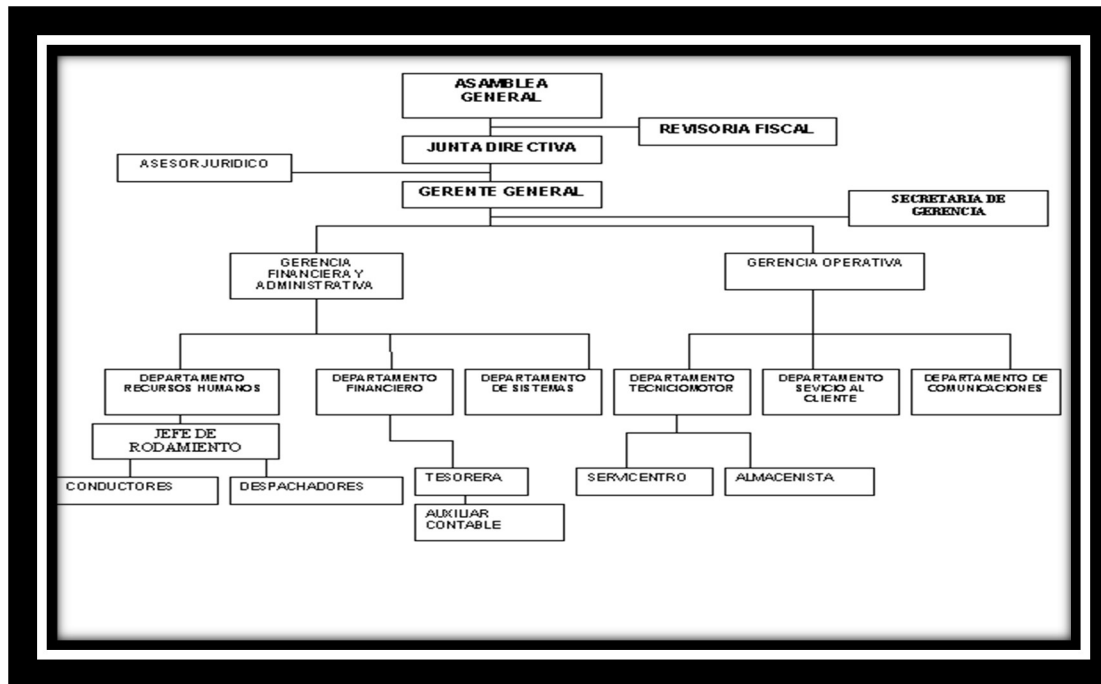 ASAMBLEA
GENERAL
REVISORIA FISCAL
JUNTA DIRECTIVA
ASESOR JURIDICO
GERENTE GENERAL
SECRETARIA DE
GERENCIA
GERENCIA
FINANCIERA Y
ADMINISTRATIVA
GERENCIA OPERATIVA
DEPARTAMENTO
RECURSOS HUMANOS
DEPARTAMENTO
FINANCIERO
DEPARTAMENTO
DE SISTEMAS
DEPARTAMENTO
TECNICIOMOTOR
DEPARTAMENTO
SEVICIO AL
CLIENTE
DEPARTAMENTO DE
COMUNICACIONES
JEFE DE
RODAMIENTO
CONDUCTORES
DESPACHADORES
TESORERA
SERVICENTRO
ALMACENISTA
AUXILIAR
CONTABLE